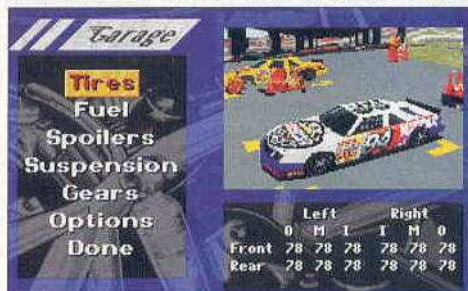 Garage
Tires
Fuel
Spoilers
Suspension
Gears
Options
Done
Left Right
O M I I M O
Front 78 78 78 78 78 78
Rear 78 78 78 78 78 78